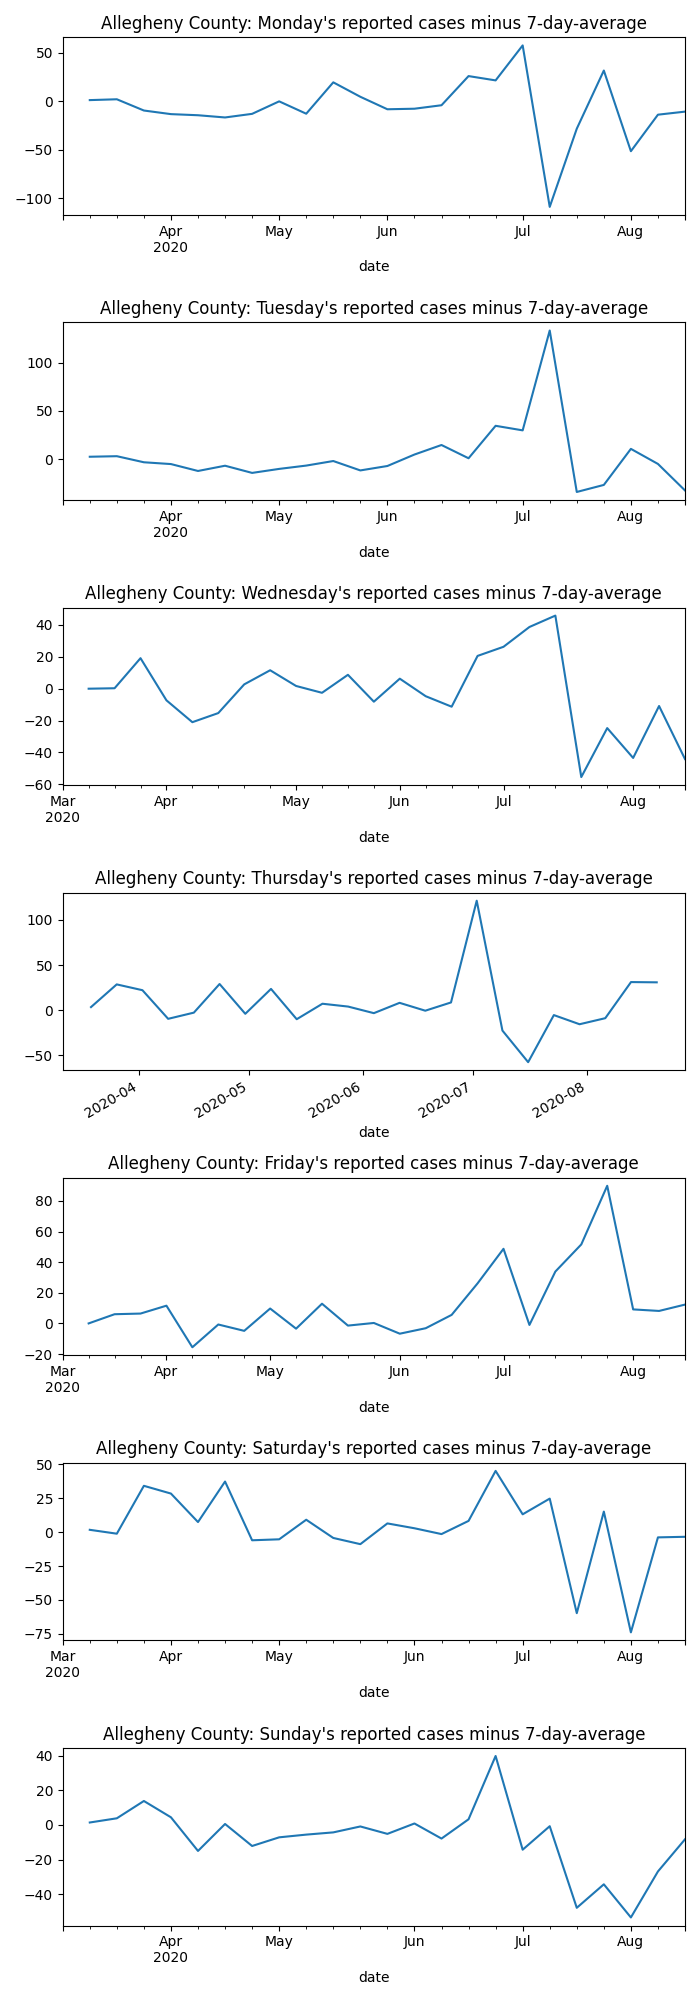 Allegheny County: Monday's reported cases minus 7-day-average
50
0
−50
−100
Apr May Jun Jul Aug
2020
date
Allegheny County: Tuesday's reported cases minus 7-day-average
100
50
0
Apr May Jun Jul Aug
2020
date
Allegheny County: Wednesday's reported cases minus 7-day-average
40
20
0
−20
−40
−60
Mar Apr May Jun Jul Aug
2020
date
Allegheny County: Thursday's reported cases minus 7-day-average
100
50
0
−50
2020-04 2020-05 2020-06 2020-07 2020-08
date
Allegheny County: Friday's reported cases minus 7-day-average
80
60
40
20
0
−20
Mar Apr May Jun Jul Aug
2020
date
Allegheny County: Saturday's reported cases minus 7-day-average
50
25
0
−25
−50
−75
Mar Apr May Jun Jul Aug
2020
date
Allegheny County: Sunday's reported cases minus 7-day-average
40
20
0
−20
−40
Apr May Jun Jul Aug
2020
date